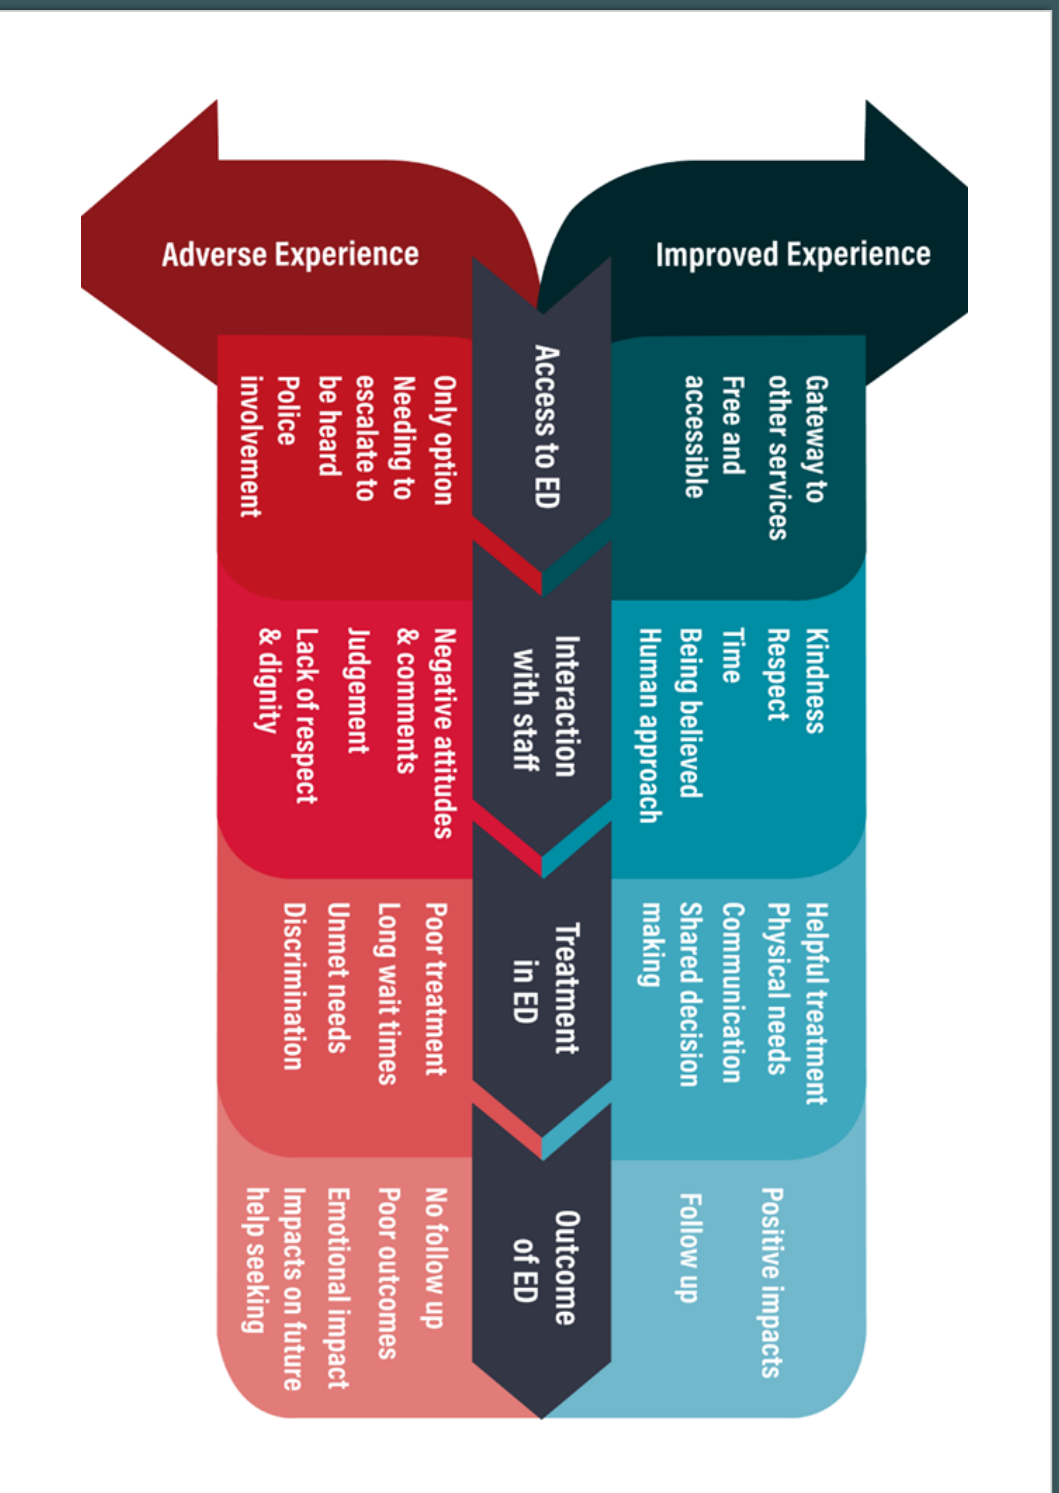 Adverse Experience
Improved Experience
Access to ED
Gateway to
other services
Free and
accessible
Only option
Needing to
escalate to
be heard
Police
involvement
Interaction
with staff
Kindness
Respect
Time
Being believed
Human approach
Negative attitudes
& comments
Judgement
Lack of respect
& dignity
Treatment
in ED
Helpful treatment
Physical needs
Communication
Shared decision
making
Poor treatment
Long wait times
Unmet needs
Discrimination
Outcome
of ED
Positive impacts
Follow up
No follow up
Poor outcomes
Emotional impact
Impacts on future
help seeking